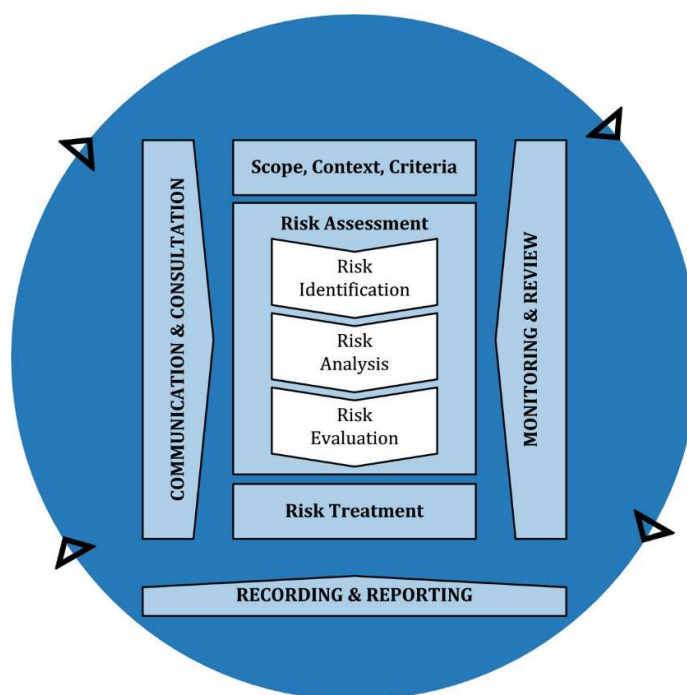 Scope, Context, Criteria
COMMUNICATION & CONSULTATION
Risk Assessment
Risk
Identification
Risk
Analysis
Risk
Evaluation
MONITORING & REVIEW
Risk Treatment
RECORDING & REPORTING